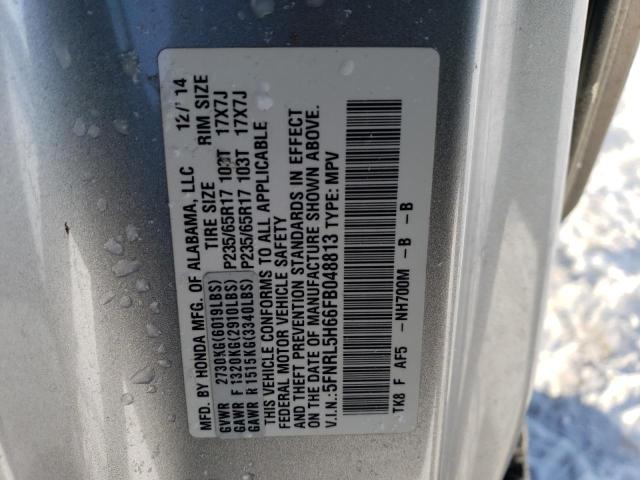 MFD. BY HONDA MFG. OF ALABAMA, LLC 12/'14
TIRE SIZE RIM SIZE
GVWR 2730KG(6019LBS)
GAWR F 1320KG(2910LBS) P235/65R17 103T 17X7J
GAWR R 1515KG(3340LBS) P235/65R17 103T 17X7J
THIS VEHICLE CONFORMS TO ALL APPLICABLE
FEDERAL MOTOR VEHICLE SAFETY
AND THEFT PREVENTION STANDARDS IN EFFECT
ON THE DATE OF MANUFACTURE SHOWN ABOVE.
V.I.N.: 5FNRL5H66FB048813 TYPE: MPV
TK8 F AF5 -NH700M -B -B